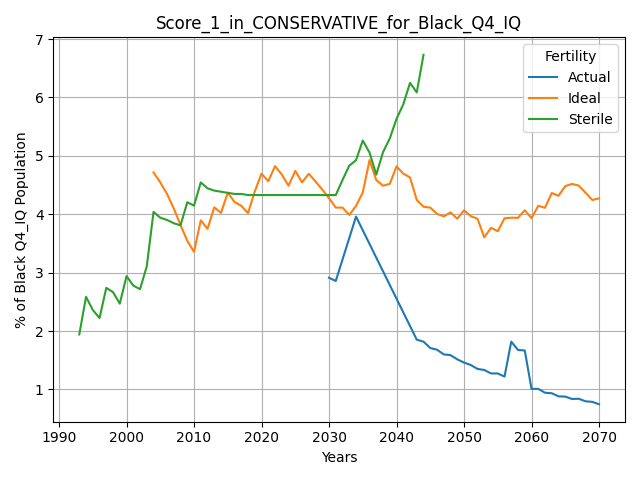 Score_1_in_CONSERVATIVE_for_Black_Q4_IQ
% of Black Q4_IQ Population
7
6
5
4
3
2
1
Fertility
Actual
Ideal
Sterile
1990 2000 2010 2020 2030 2040 2050 2060 2070
Years